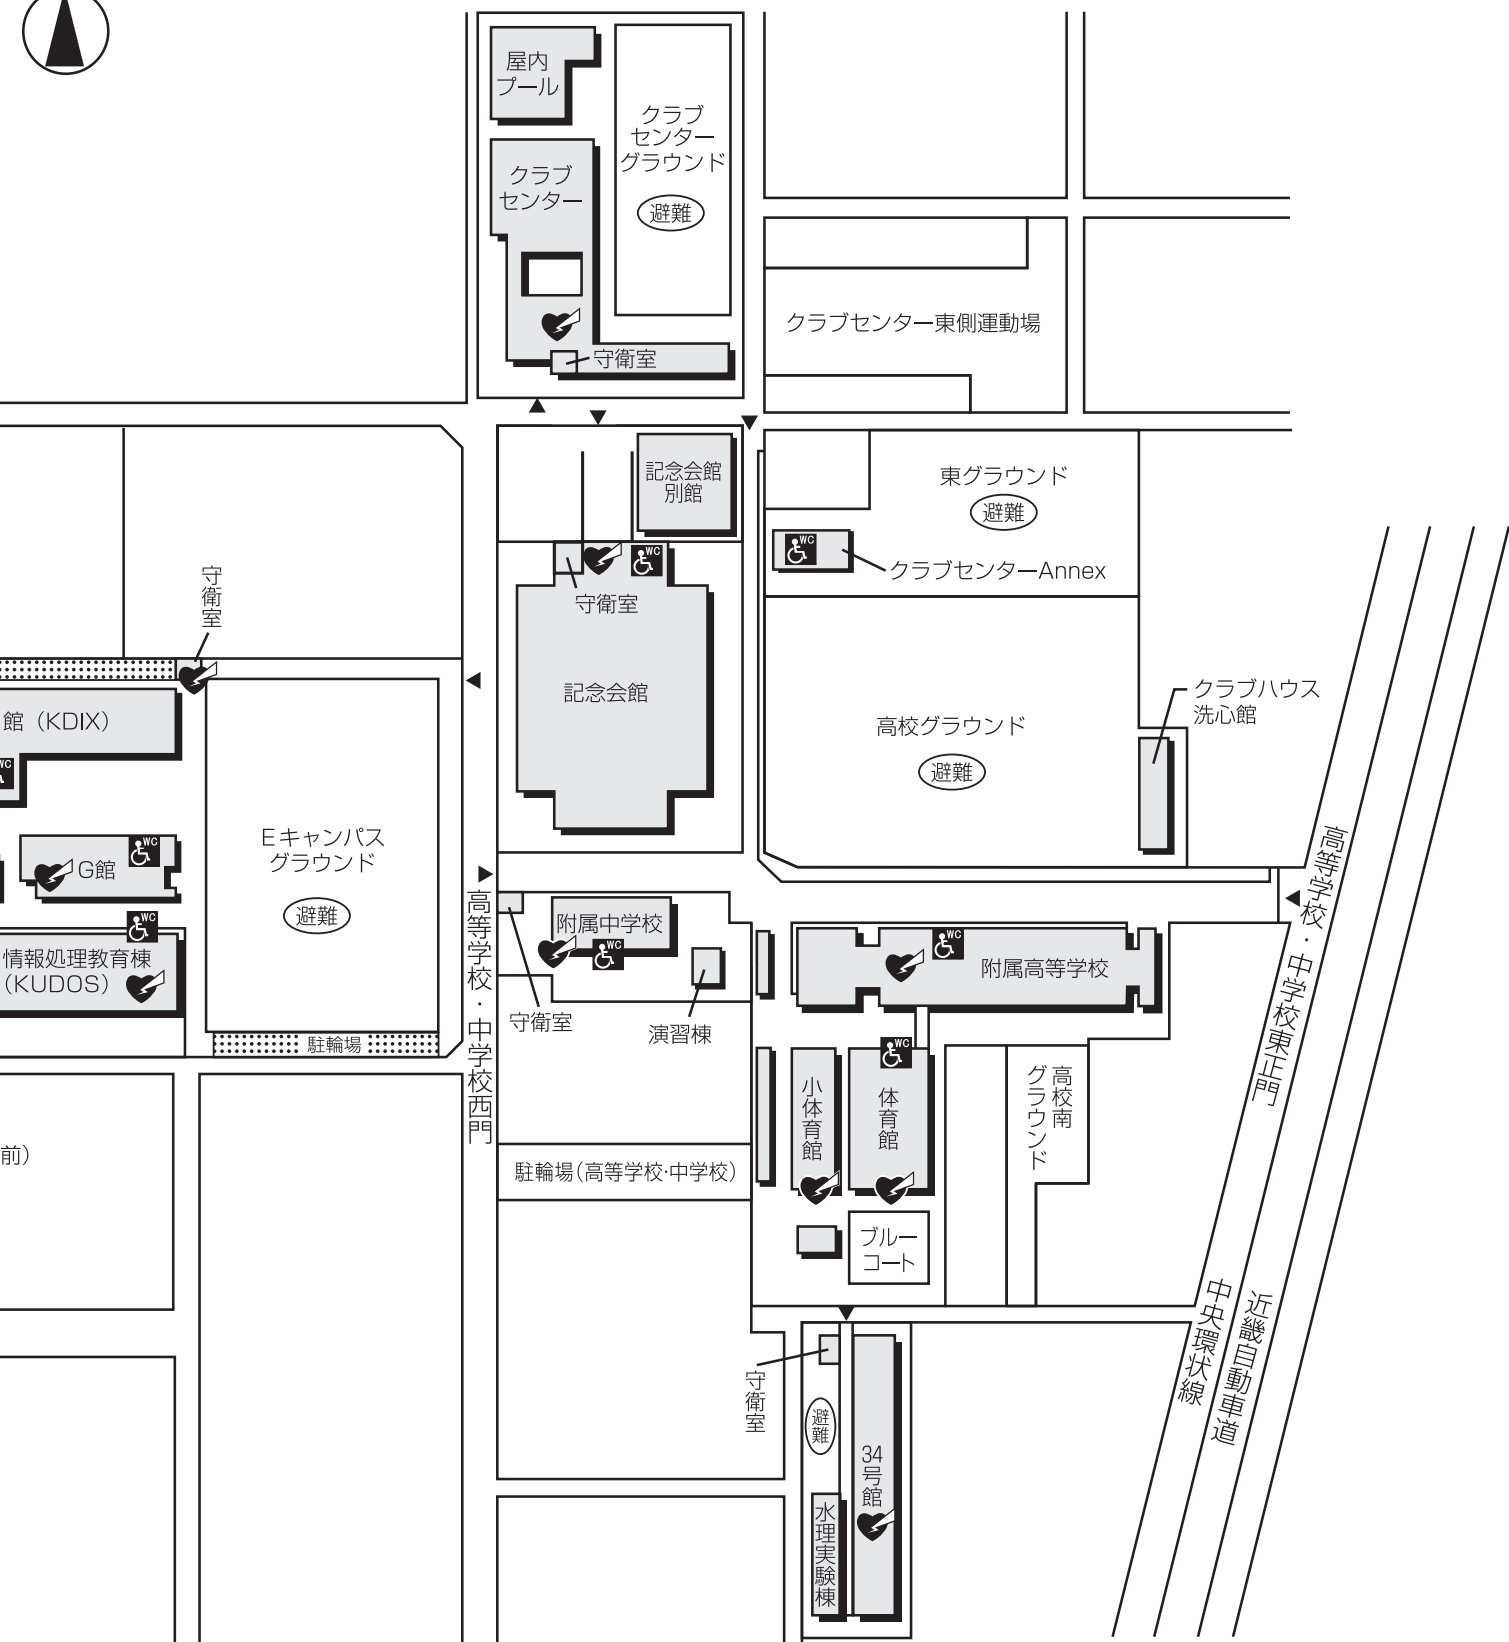 屋内
プール
クラブ
センター
グラウンド
避難
クラブ
センター
守衛室
クラブセンター東側運動場
記念会館
別館
東グラウンド
避難
WC
クラブセンターAnnex
WC
守衛室
守衛室
記念会館
館（KDIX）
WC
クラブハウス
洗心館
高校グラウンド
避難
Eキャンパス
グラウンド
避難
WC
G館
WC
情報処理教育棟
（KUDOS）
駐輪場
高等学校・中学校西門
附属中学校
WC
守衛室
演習棟
WC
附属高等学校
高等学校・中学校東正門
WC
小体育館
体育館
高校南
グラウンド
前）
駐輪場（高等学校・中学校）
ブルー
コート
中央環状線
近畿自動車道
守衛室
避難
34号館
水理実験棟